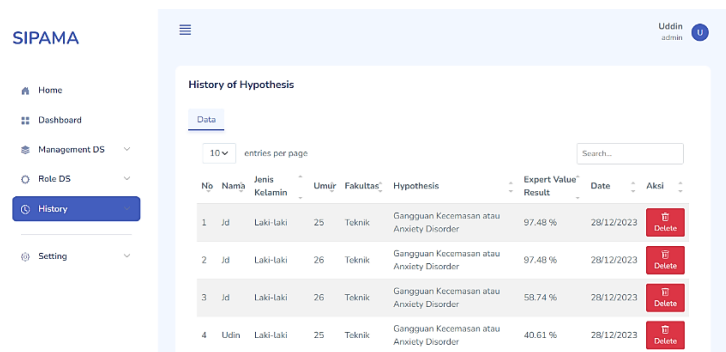 SIPAMA
Home
Dashboard
Management DS
Role DS
History
Setting
Uddin
admin
U
History of Hypothesis
Data
10 entries per page
Search...
No Nama Jenis Kelamin Umur Fakultas Hypothesis Expert Value Result Date Aksi
1 Jd Laki-laki 25 Teknik Gangguan Kecemasan atau Anxiety Disorder 97.48 % 28/12/2023 Delete
2 Jd Laki-laki 26 Teknik Gangguan Kecemasan atau Anxiety Disorder 97.48 % 28/12/2023 Delete
3 Jd Laki-laki 26 Teknik Gangguan Kecemasan atau Anxiety Disorder 58.74 % 28/12/2023 Delete
4 Udin Laki-laki 25 Teknik Gangguan Kecemasan atau Anxiety Disorder 40.61 % 28/12/2023 Delete